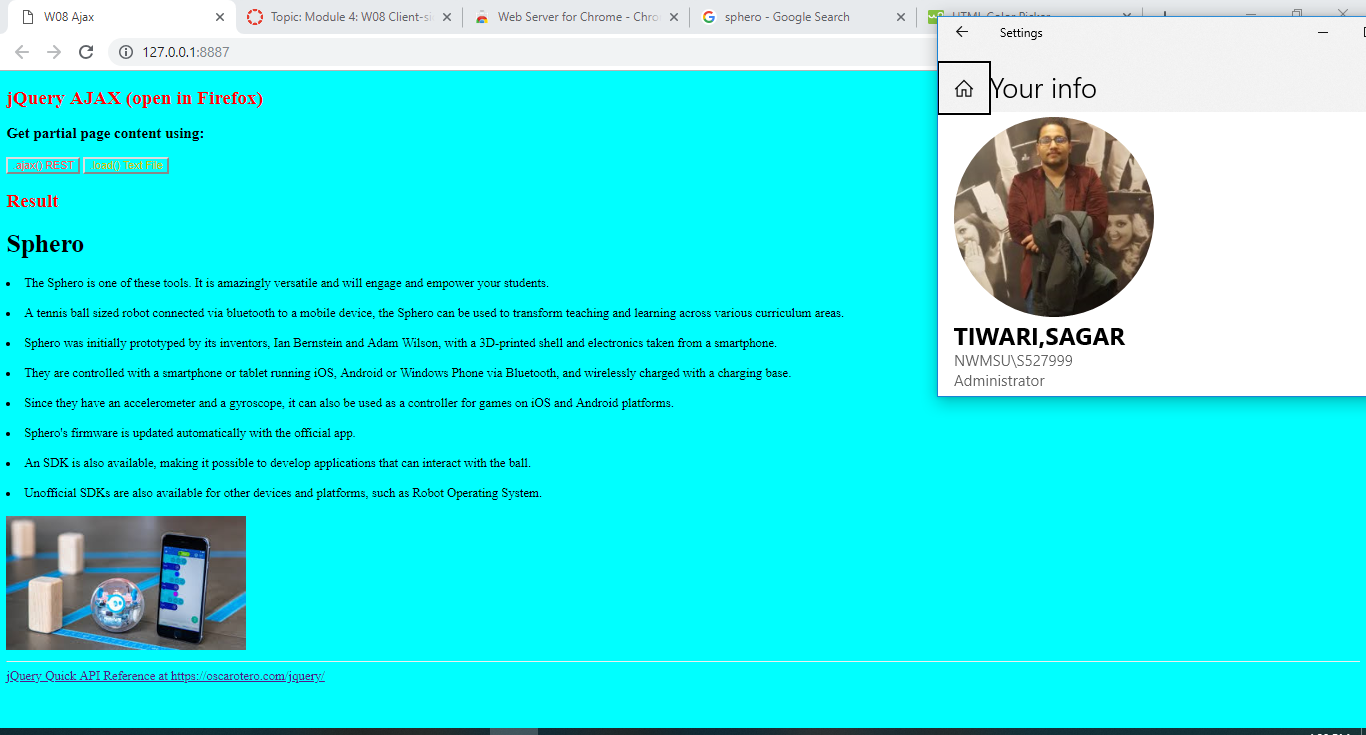 W08 Ajax
Topic: Module 4: W08 Client-si
Web Server for Chrome - Chro
sphero - Google Search
HTML Color Picker
127.0.0.1:8887
jQuery AJAX (open in Firefox)
Get partial page content using:
ajax() REST load() Text File
Result
Sphero
• The Sphero is one of these tools. It is amazingly versatile and will engage and empower your students.
• A tennis ball sized robot connected via bluetooth to a mobile device, the Sphero can be used to transform teaching and learning across various curriculum areas.
• Sphero was initially prototyped by its inventors, Ian Bernstein and Adam Wilson, with a 3D-printed shell and electronics taken from a smartphone.
• They are controlled with a smartphone or tablet running iOS, Android or Windows Phone via Bluetooth, and wirelessly charged with a charging base.
• Since they have an accelerometer and a gyroscope, it can also be used as a controller for games on iOS and Android platforms.
• Sphero's firmware is updated automatically with the official app.
• An SDK is also available, making it possible to develop applications that can interact with the ball.
• Unofficial SDKs are also available for other devices and platforms, such as Robot Operating System.
jQuery Quick API Reference at https://oscarotero.com/jquery/
Settings
Your info
TIWARI,SAGAR
NWMSU\S527999
Administrator